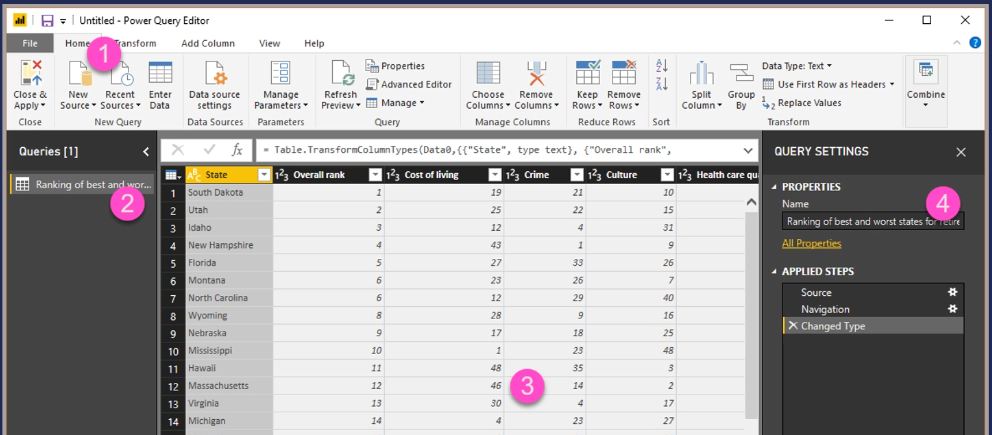 Untitled - Power Query Editor
File Home Transform Add Column View Help
1
Close & Apply
New Source
Recent Sources
Enter Data
Data source settings
Manage Parameters
Refresh Preview
Properties
Advanced Editor
Manage
Choose Columns
Remove Columns
Keep Rows
Remove Rows
Split Column
Group By
Data Type: Text
Use First Row as Headers
Replace Values
Combine
Close New Query Data Sources Parameters Query Manage Columns Reduce Rows Sort Transform
Queries [1]
Ranking of best and wor...
2
fx = Table.TransformColumnTypes(Data0,{{"State", type text}, {"Overall rank",
State Overall rank Cost of living Crime Culture Health care qu
1 South Dakota 1 19 21 10
2 Utah 2 25 22 15
3 Idaho 3 12 4 31
4 New Hampshire 4 43 1 9
5 Florida 5 27 33 26
6 Montana 6 23 26 7
7 North Carolina 6 12 29 40
8 Wyoming 8 28 9 16
9 Nebraska 9 17 18 25
10 Mississippi 10 1 23 48
11 Hawaii 11 48 35 3
12 Massachusetts 12 46 14 2
13 Virginia 13 30 4 17
14 Michigan 14 4 23 27
3
QUERY SETTINGS
PROPERTIES
Name
4
Ranking of best and worst states for retire
All Properties
APPLIED STEPS
Source
Navigation
Changed Type